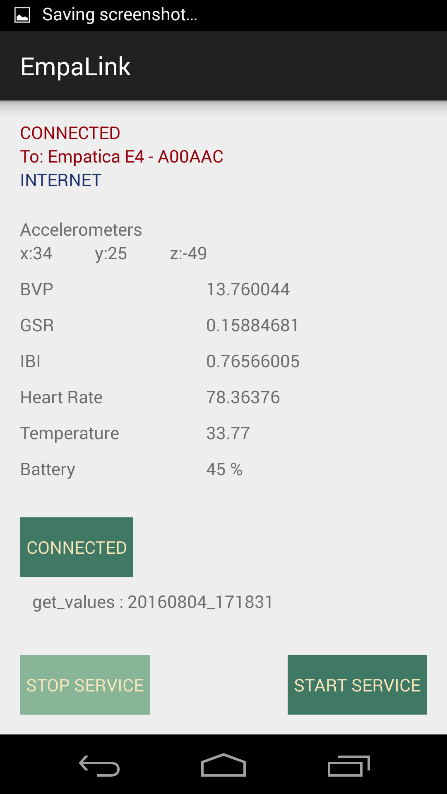 Saving screenshot...
EmpaLink
CONNECTED
To: Empatica E4 - A00AAC
INTERNET
Accelerometers
x:34 y:25 z:-49
BVP 13.760044
GSR 0.15884681
IBI 0.76566005
Heart Rate 78.36376
Temperature 33.77
Battery 45 %
CONNECTED
get_values : 20160804_171831
STOP SERVICE START SERVICE